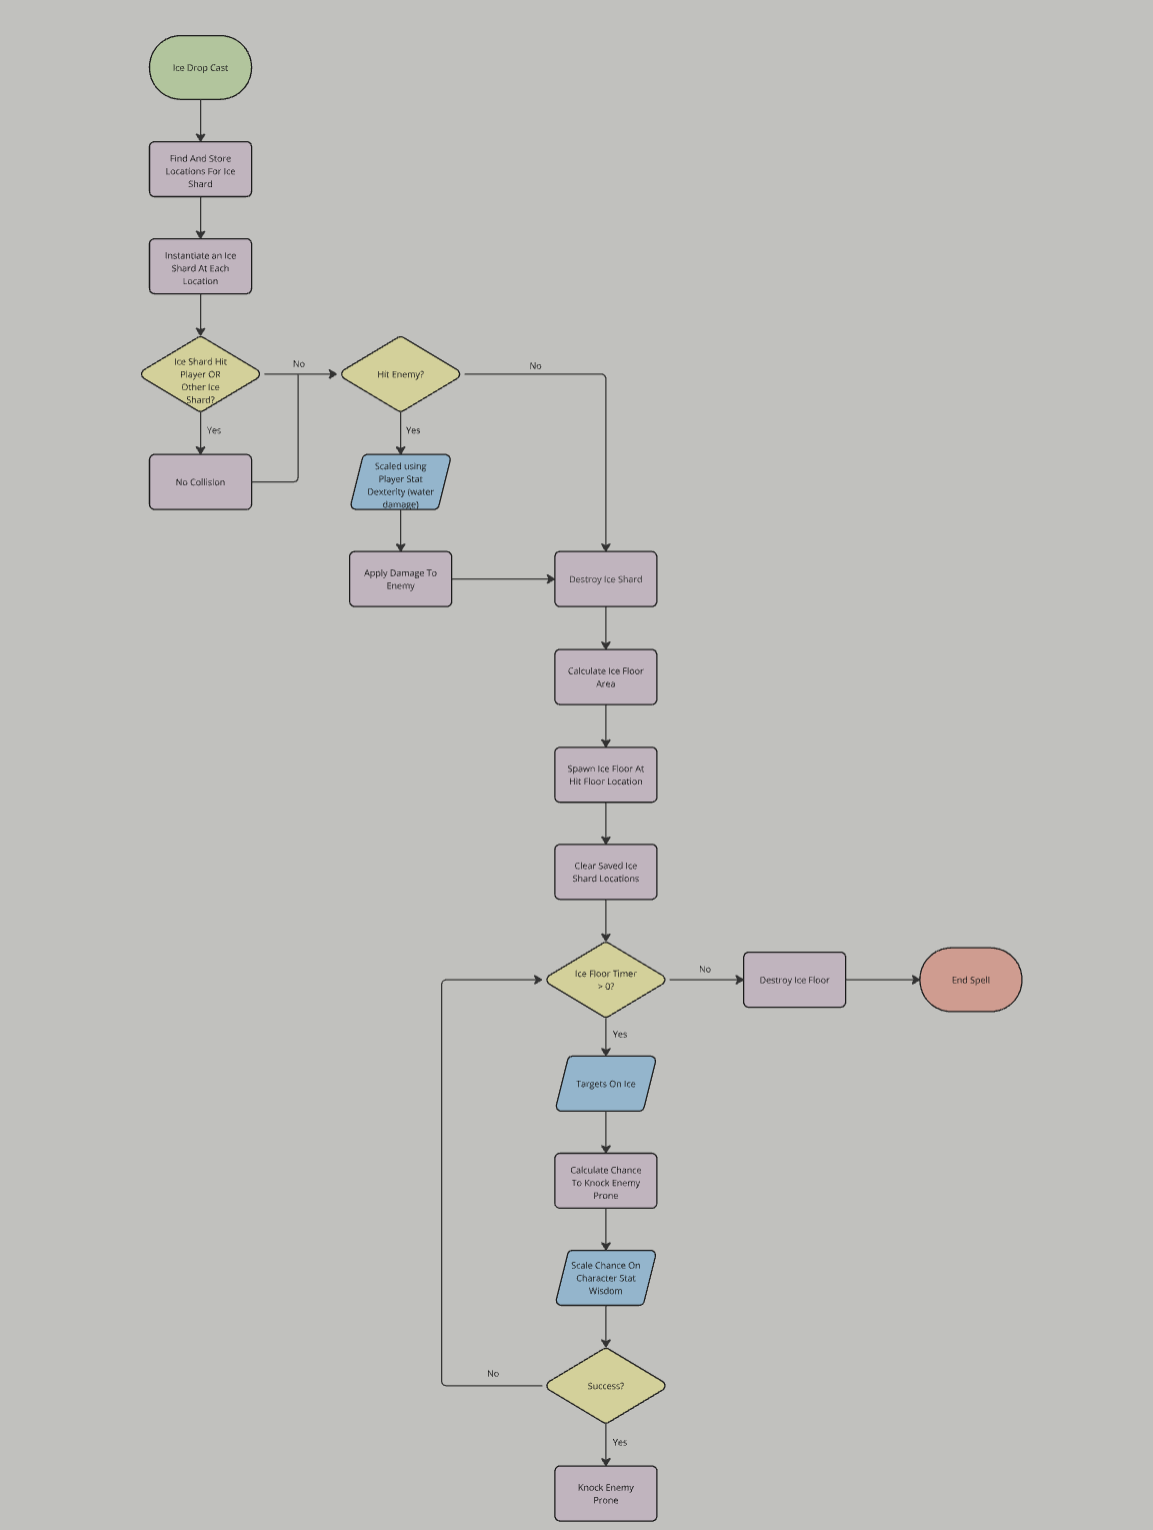 Ice Drop Cast
Find And Store
Locations For Ice
Shard
Instantiate an Ice
Shard At Each
Location
Ice Shard Hit
Player OR
Other Ice
Shard?
No
Yes
No Collision
Hit Enemy?
No
Yes
Scaled using
Player Stat
Dexterity (water
damage)
Apply Damage To
Enemy
Destroy Ice Shard
Calculate Ice Floor
Area
Spawn Ice Floor At
Hit Floor Location
Clear Saved Ice
Shard Locations
Ice Floor Timer
> 0?
No
Destroy Ice Floor
End Spell
Yes
Targets On Ice
Calculate Chance
To Knock Enemy
Prone
Scale Chance On
Character Stat
Wisdom
No
Success?
Yes
Knock Enemy
Prone